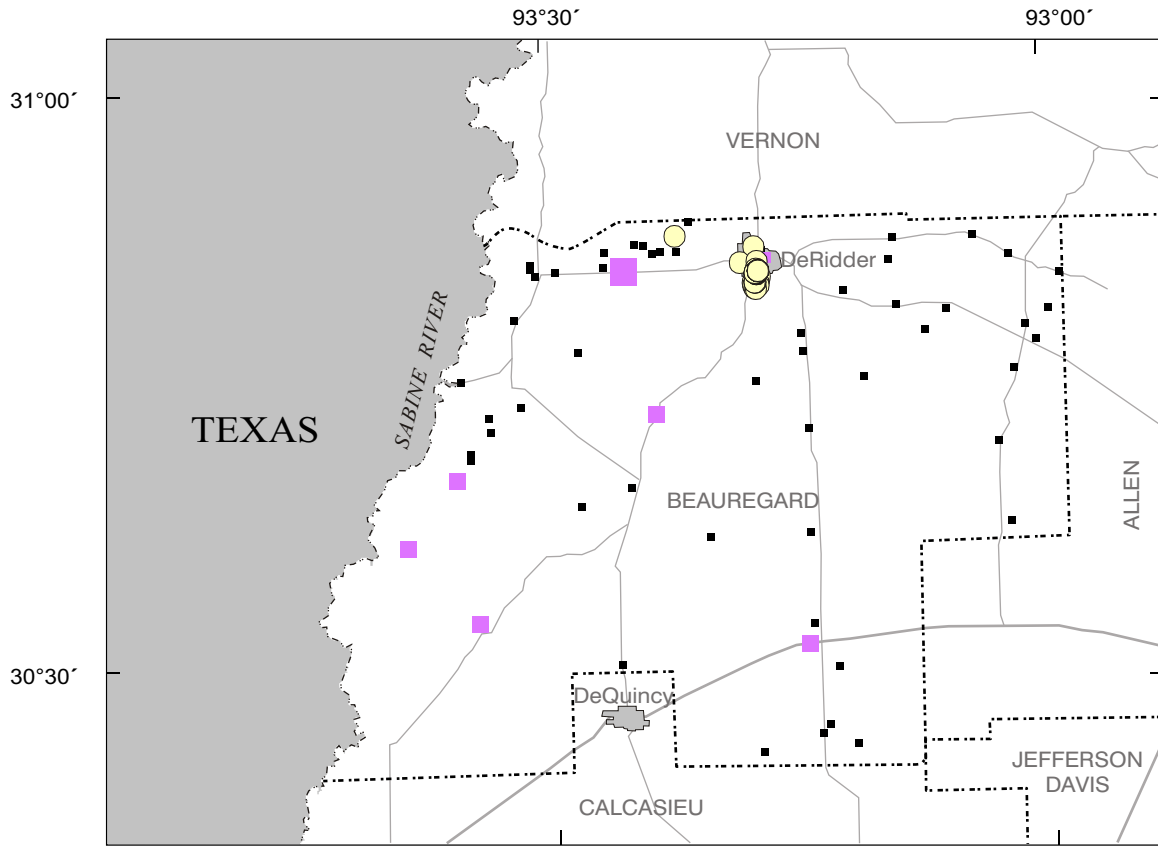 93°30´ 93°00´
31°00´
VERNON
DeRidder
SABINE RIVER
TEXAS
BEAUREGARD
ALLEN
30°30´
DeQuincy
JEFFERSON
DAVIS
CALCASIEU